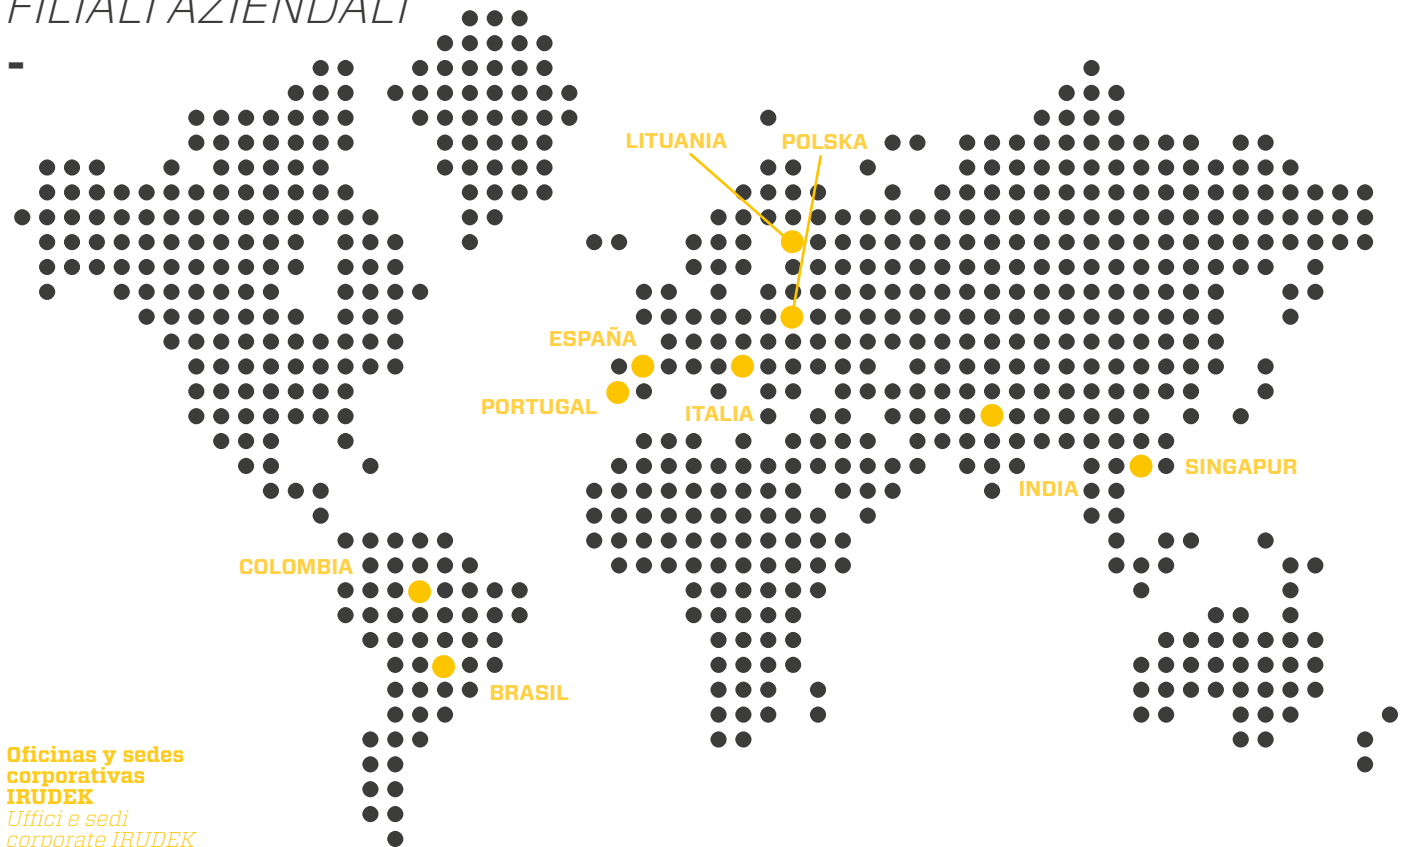 FILIALI AZIENDALI
-
LITUANIA
POLSKA
ESPAÑA
PORTUGAL
ITALIA
SINGAPUR
INDIA
COLOMBIA
BRASIL
Oficinas y sedes
corporativas
IRUDEK
Uffici e sedi
corporate IRUDEK